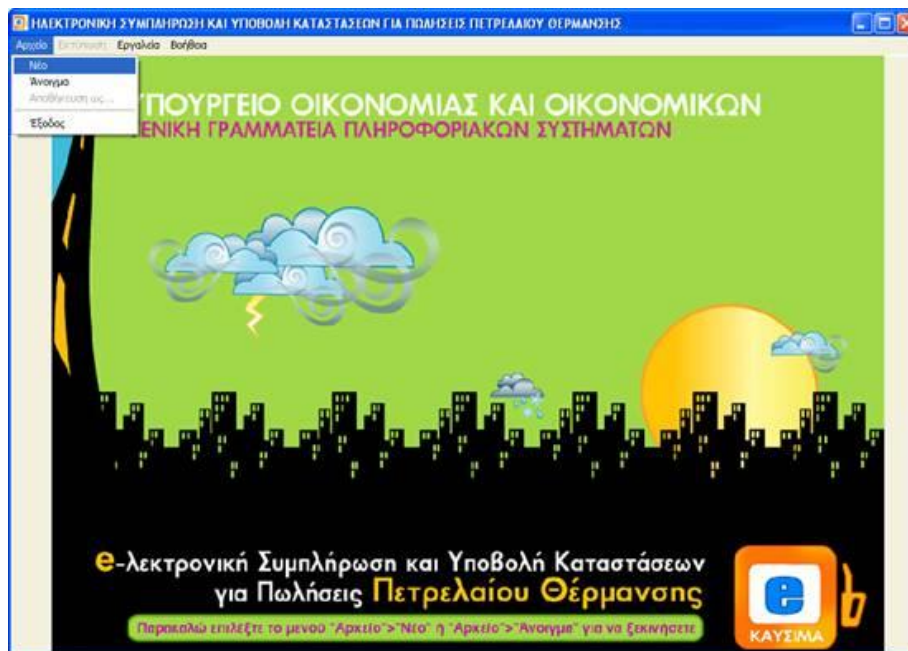 ΗΛΕΚΤΡΟΝΙΚΗ ΣΥΜΠΛΗΡΩΣΗ ΚΑΙ ΥΠΟΒΟΛΗ ΚΑΤΑΣΤΑΣΕΩΝ ΓΙΑ ΠΩΛΗΣΕΙΣ ΠΕΤΡΕΛΑΙΟΥ ΘΕΡΜΑΝΣΗΣ
Αρχείο Εκτύπωση Εργαλεία Βοήθεια
Νέο
Άνοιγμα
Αποθήκευση ως...
Έξοδος
ΥΠΟΥΡΓΕΙΟ ΟΙΚΟΝΟΜΙΑΣ ΚΑΙ ΟΙΚΟΝΟΜΙΚΩΝ
ΓΕΝΙΚΗ ΓΡΑΜΜΑΤΕΙΑ ΠΛΗΡΟΦΟΡΙΑΚΩΝ ΣΥΣΤΗΜΑΤΩΝ
e-λεκτρονική Συμπλήρωση και Υποβολή Καταστάσεων
για Πωλήσεις Πετρελαίου Θέρμανσης
Παρακαλώ επιλέξτε το μενού "Αρχείο">"Νέο" ή "Αρχείο">"Άνοιγμα" για να ξεκινήσετε
e
ΚΑΥΣΙΜΑ